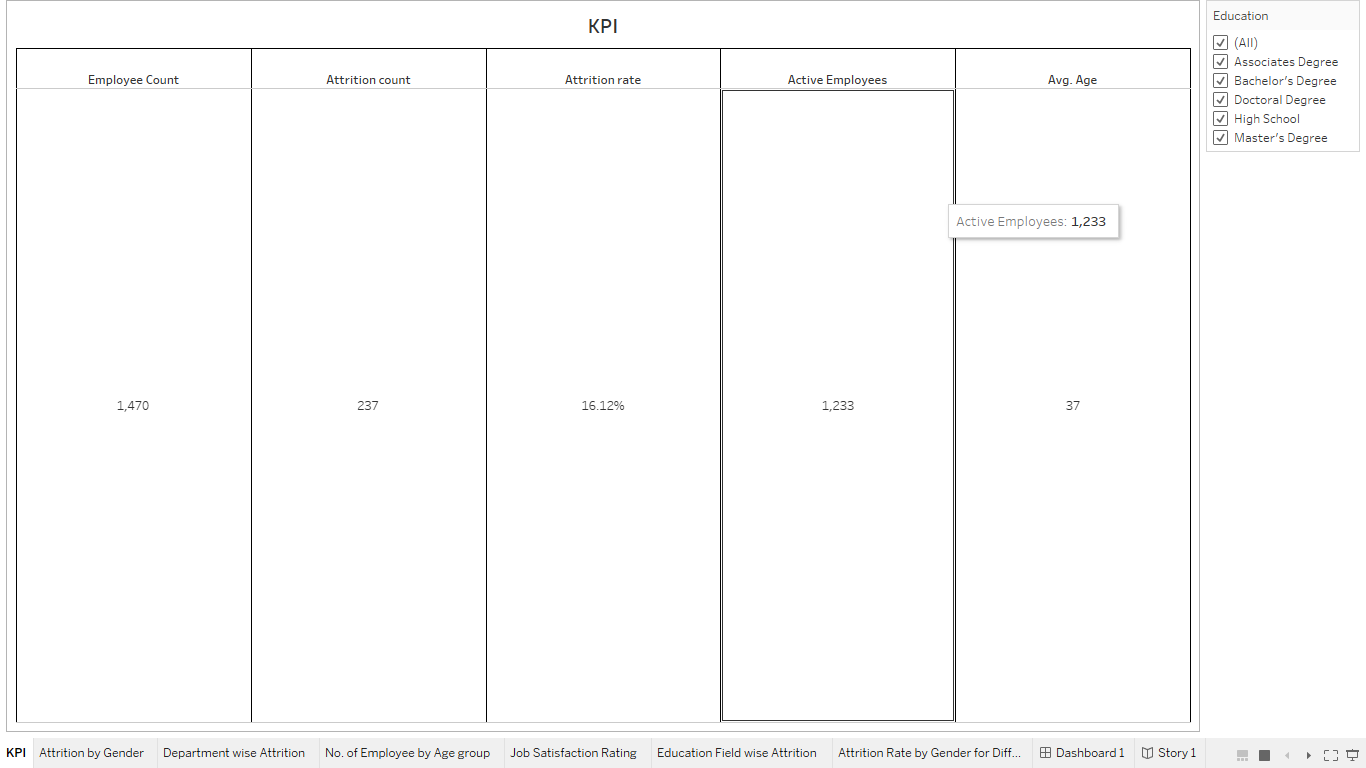 KPI
Employee Count Attrition count Attrition rate Active Employees Avg. Age
Active Employees: 1,233
1,470 237 16.12% 1,233 37
Education
(All)
Associates Degree
Bachelor's Degree
Doctoral Degree
High School
Master's Degree
KPI Attrition by Gender Department wise Attrition No. of Employee by Age group Job Satisfaction Rating Education Field wise Attrition Attrition Rate by Gender for Diff... Dashboard 1 Story 1